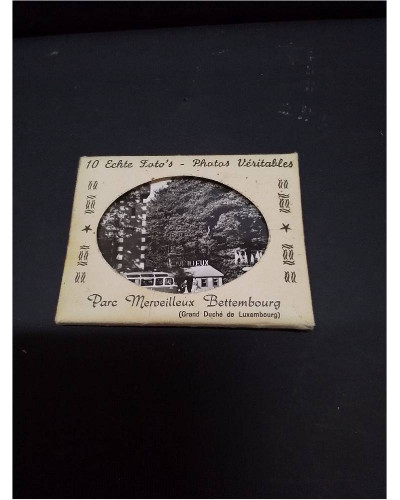 10 Echte Foto's - Photos Véritables
Parc Merveilleux Bettembourg
(Grand Duché de Luxembourg)